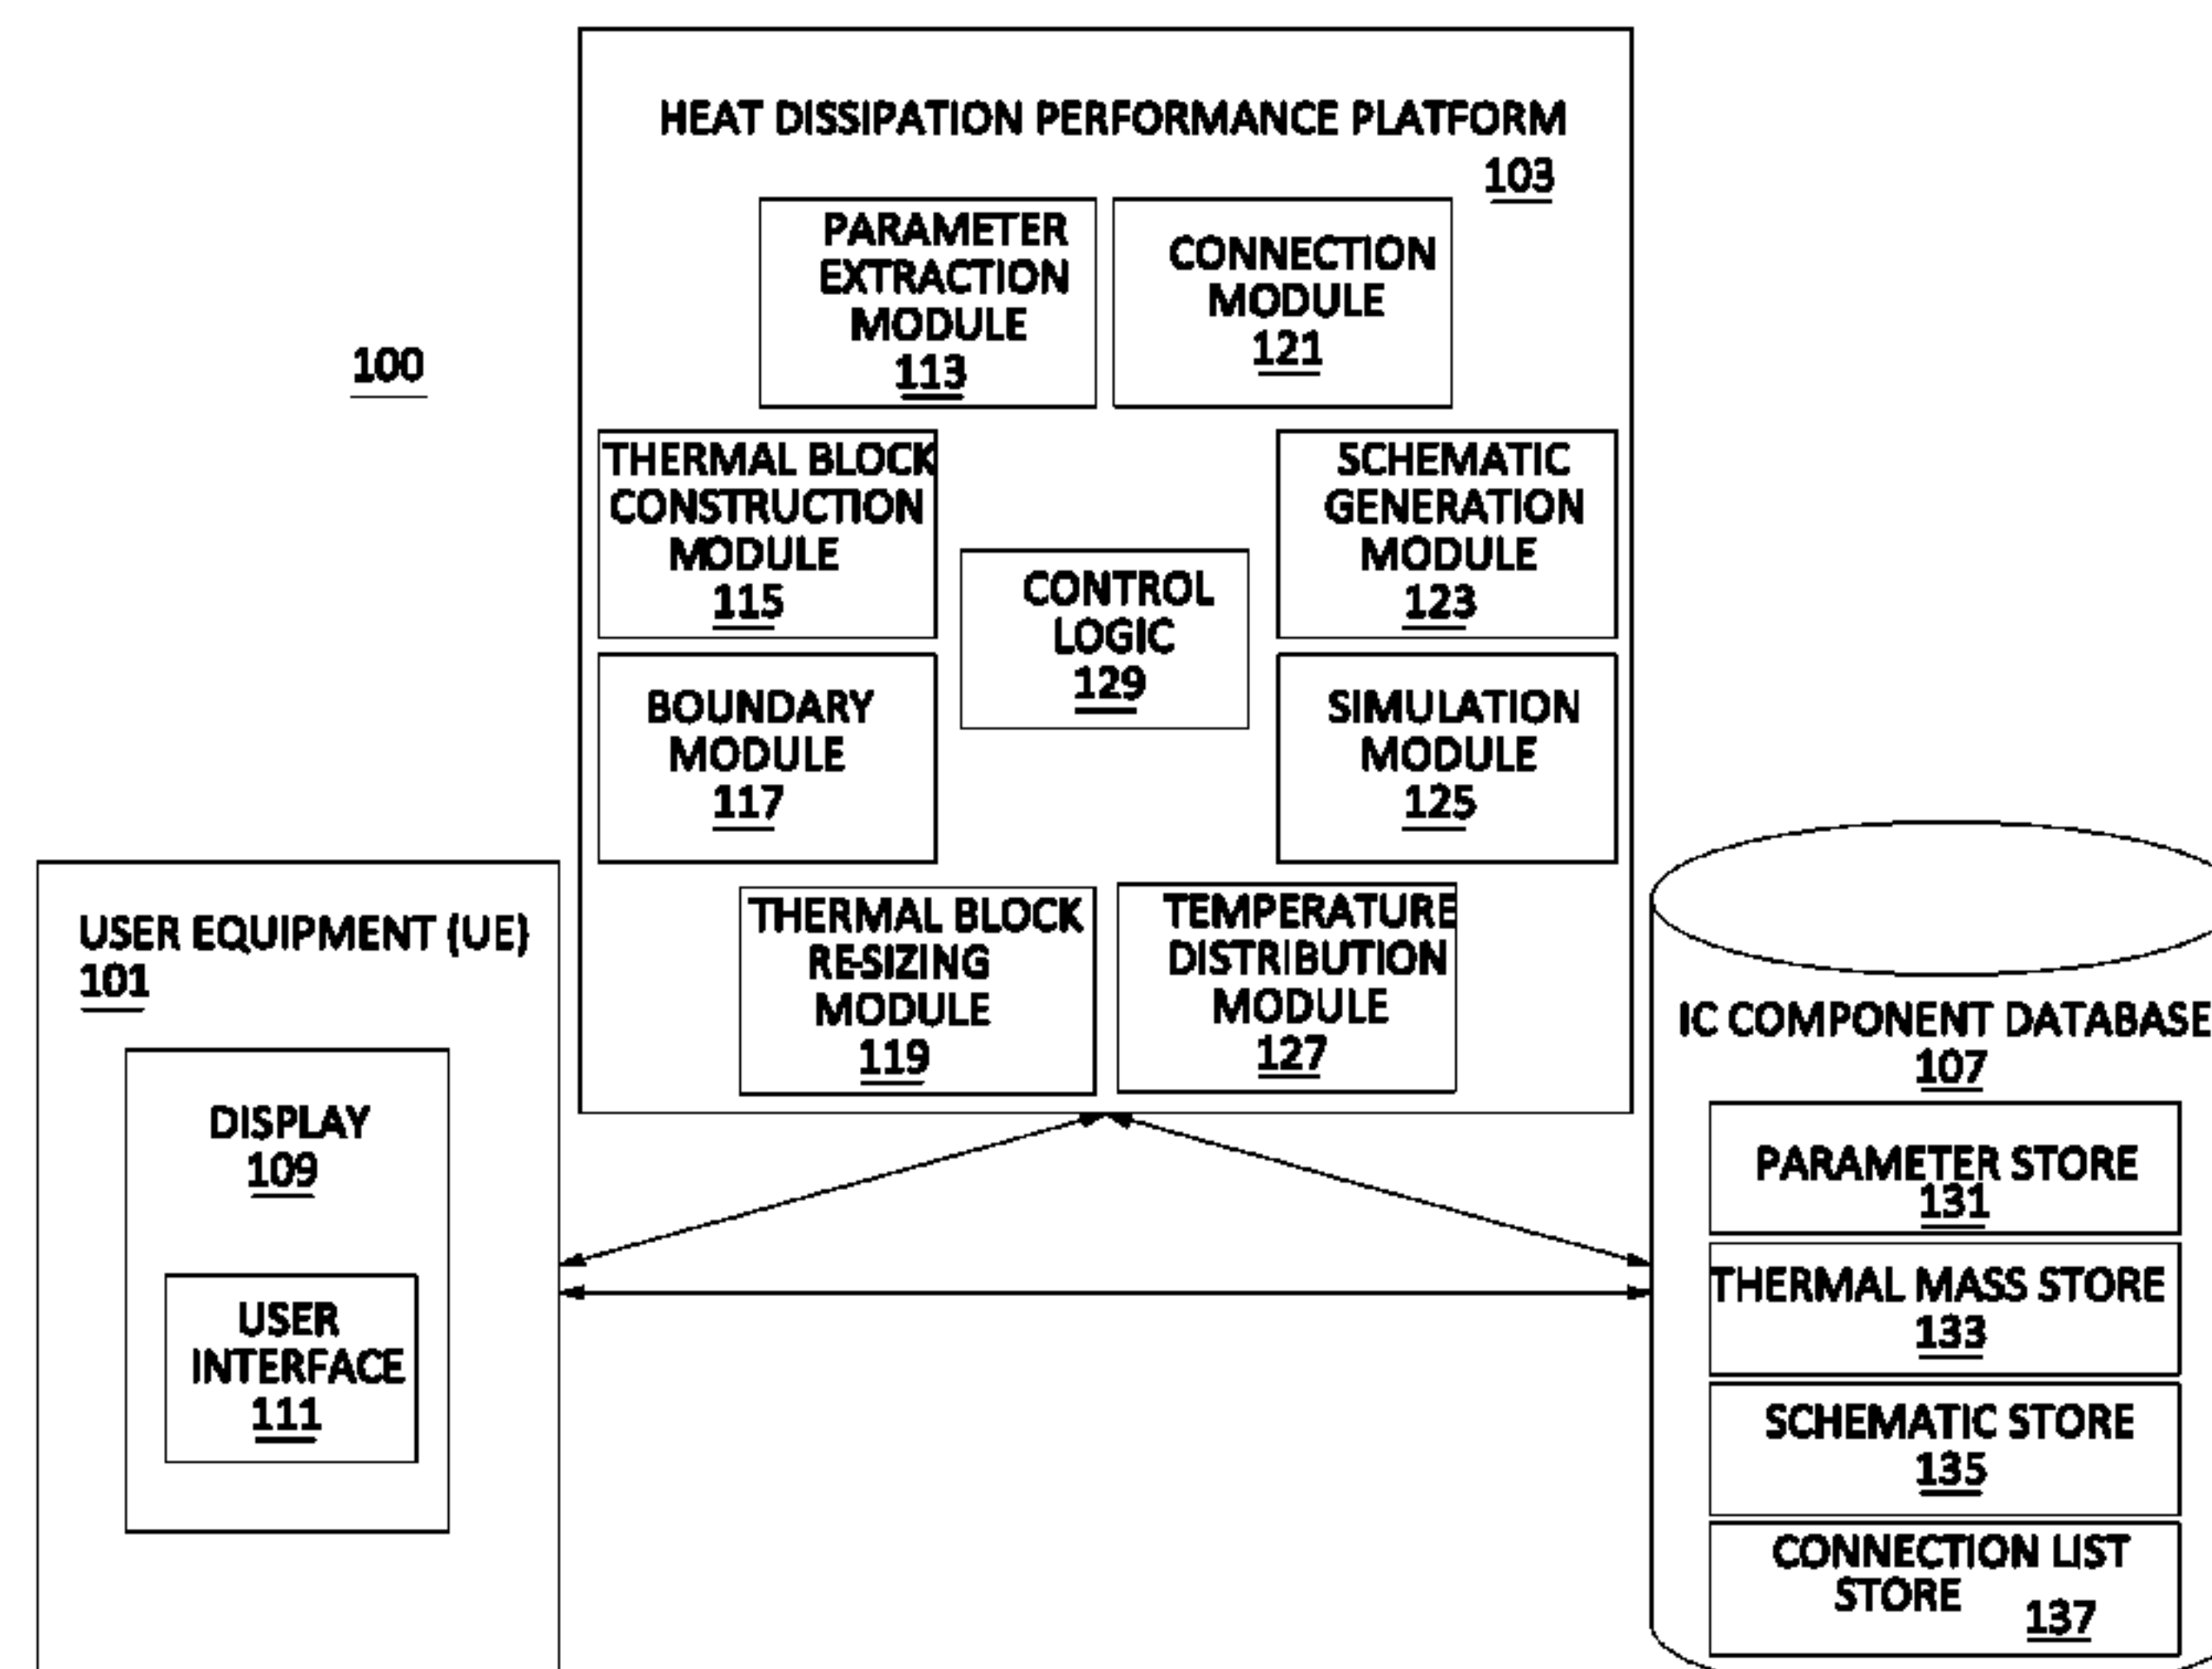 HEAT DISSIPATION PERFORMANCE PLATFORM
103
PARAMETER
EXTRACTION
MODULE
113
CONNECTION
MODULE
121
100
THERMAL BLOCK
CONSTRUCTION
MODULE
115
SCHEMATIC
GENERATION
MODULE
123
CONTROL
LOGIC
129
BOUNDARY
MODULE
117
SIMULATION
MODULE
125
THERMAL BLOCK
RE-SIZING
MODULE
119
TEMPERATURE
DISTRIBUTION
MODULE
127
USER EQUIPMENT (UE)
101
DISPLAY
109
USER
INTERFACE
111
IC COMPONENT DATABASE
107
PARAMETER STORE
131
THERMAL MASS STORE
133
SCHEMATIC STORE
135
CONNECTION LIST
STORE 137